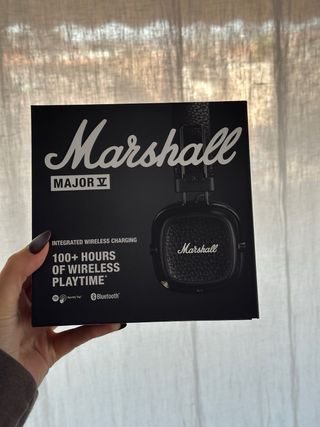 Marshall
MAJOR V
INTEGRATED WIRELESS CHARGING
100+ HOURS
OF WIRELESS
PLAYTIME*
Bluetooth®
Marshall